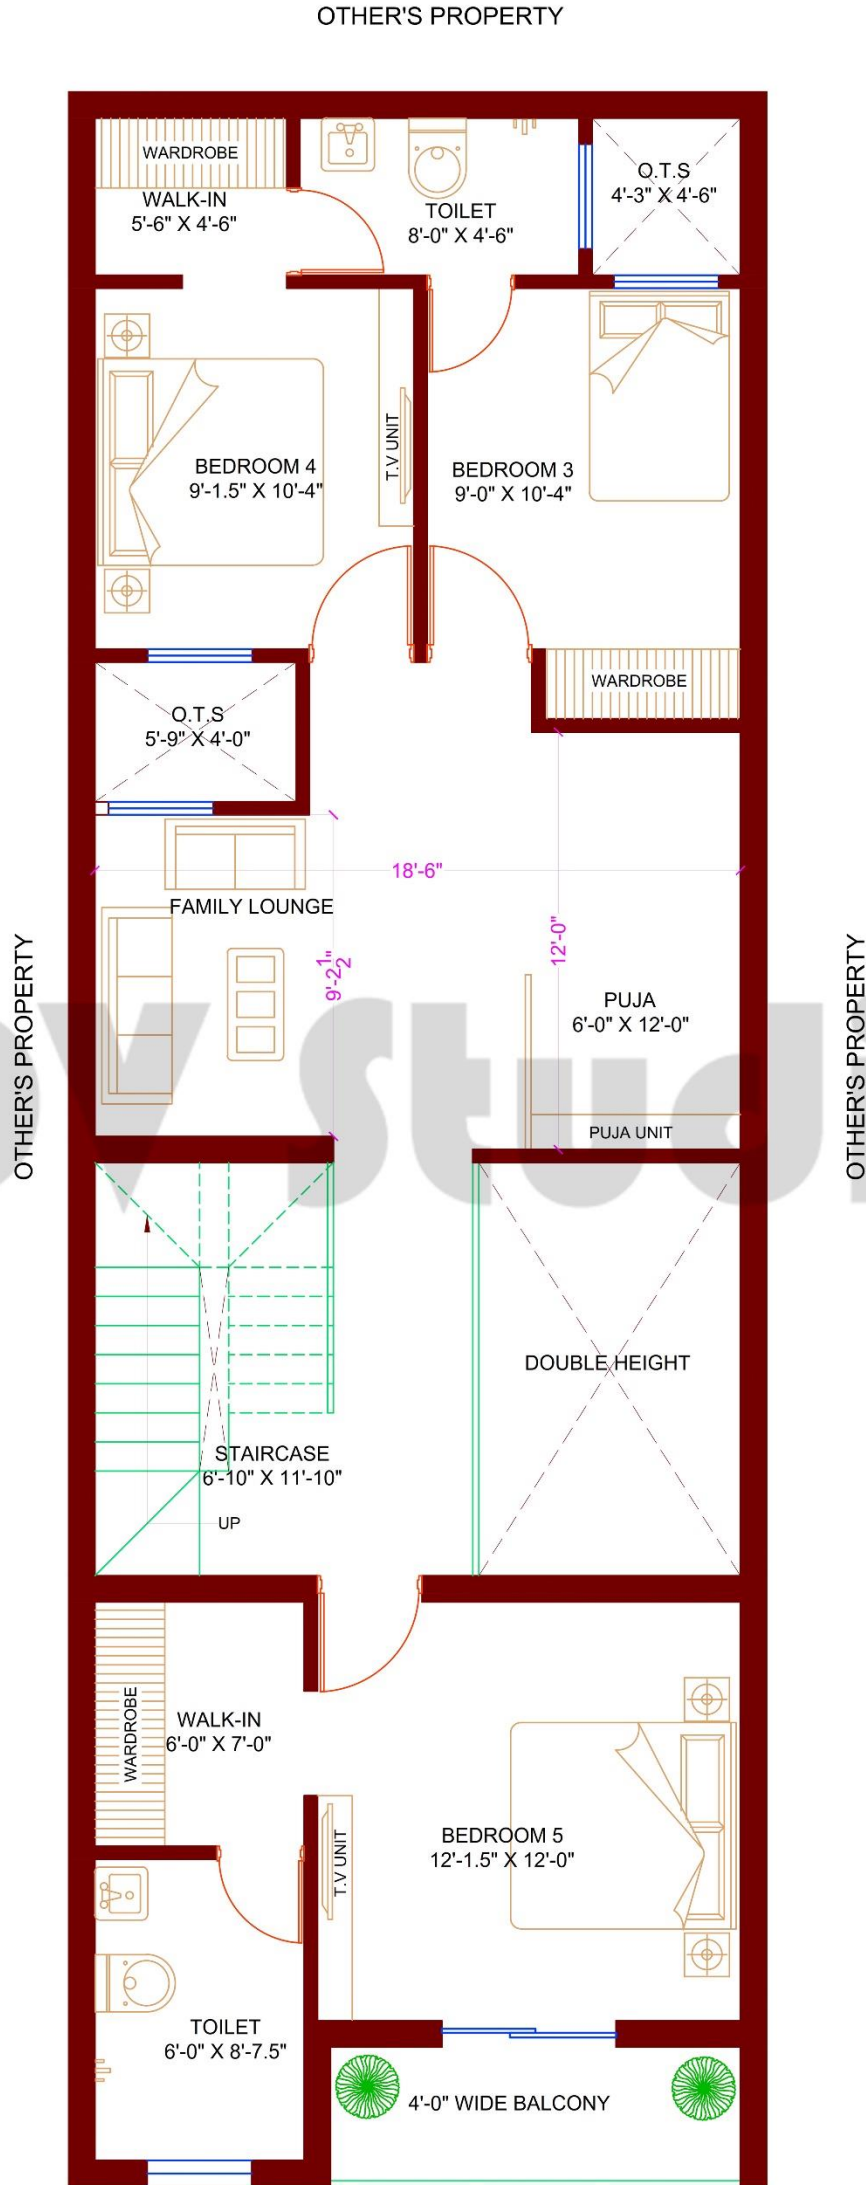 OTHER'S PROPERTY
WARDROBE
WALK-IN
5'-6" X 4'-6"
TOILET
8'-0" X 4'-6"
O.T.S
4'-3" X 4'-6"
BEDROOM 4
9'-1.5" X 10'-4"
T.V UNIT
BEDROOM 3
9'-0" X 10'-4"
WARDROBE
O.T.S
5'-9" X 4'-0"
18'-6"
FAMILY LOUNGE
9'-2 1/2"
12'-0"
PUJA
6'-0" X 12'-0"
PUJA UNIT
OTHER'S PROPERTY
OTHER'S PROPERTY
DOUBLE HEIGHT
STAIRCASE
6'-10" X 11'-10"
UP
WARDROBE
WALK-IN
6'-0" X 7'-0"
T.V UNIT
BEDROOM 5
12'-1.5" X 12'-0"
TOILET
6'-0" X 8'-7.5"
4'-0" WIDE BALCONY